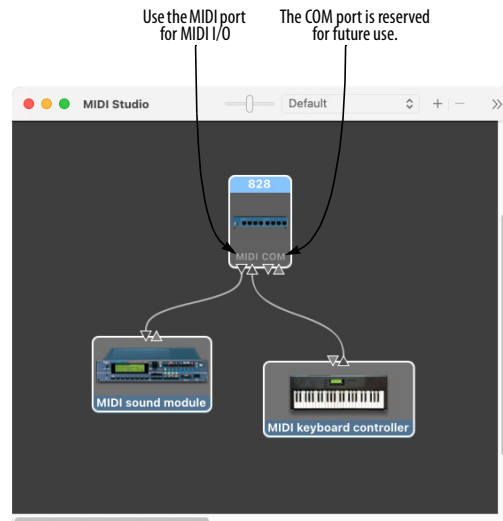 Use the MIDI port
for MIDI I/O
The COM port is reserved
for future use.
MIDI Studio
Default
828
MIDI COM
MIDI sound module
MIDI keyboard controller